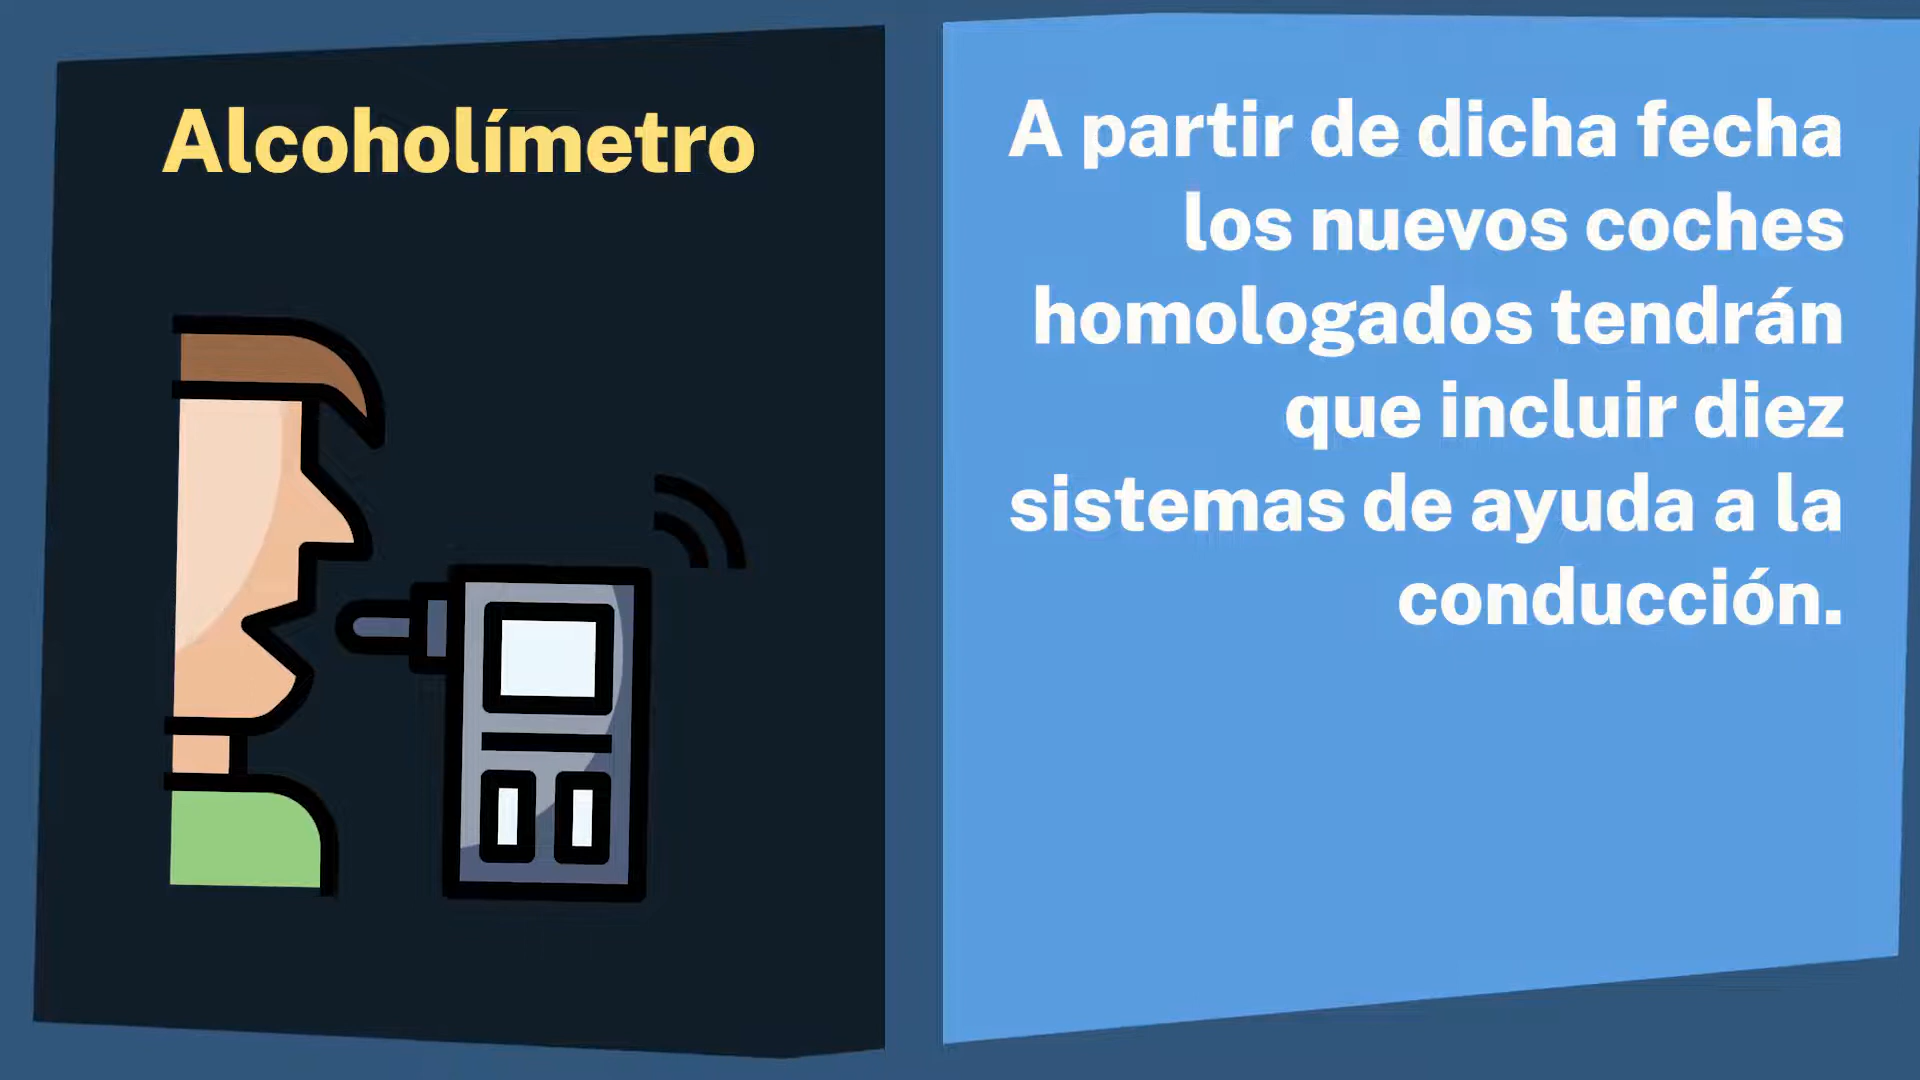 Alcoholímetro
A partir de dicha fecha
los nuevos coches
homologados tendrán
que incluir diez
sistemas de ayuda a la
conducción.